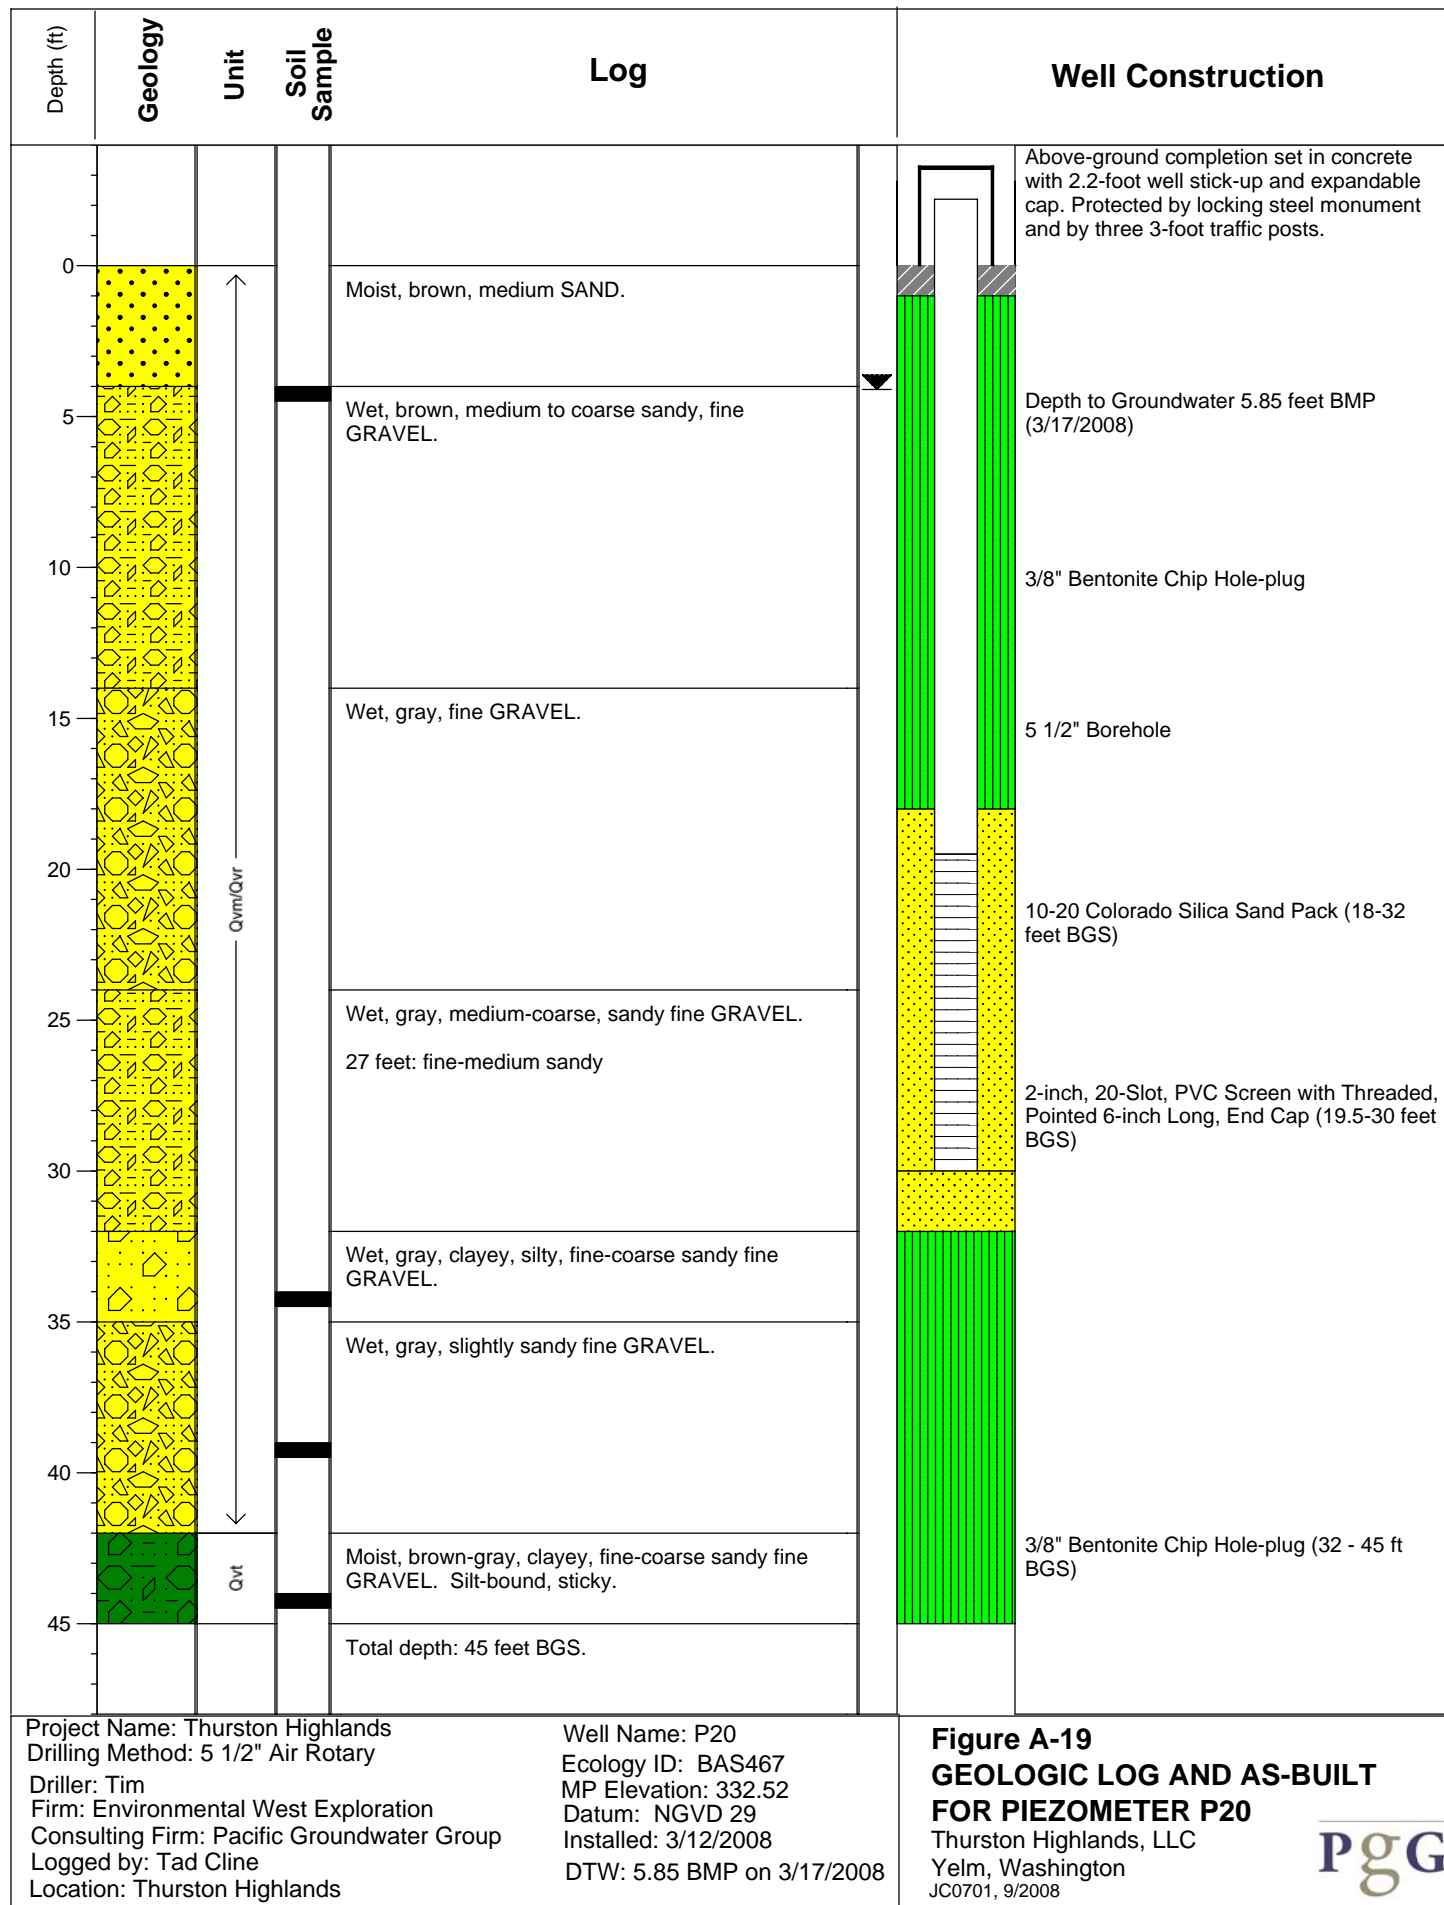 Depth (ft)
Geology
Unit
Soil
Sample
Log
Well Construction
Above-ground completion set in concrete
with 2.2-foot well stick-up and expandable
cap. Protected by locking steel monument
and by three 3-foot traffic posts.
0
Moist, brown, medium SAND.
Wet, brown, medium to coarse sandy, fine
GRAVEL.
Depth to Groundwater 5.85 feet BMP
(3/17/2008)
5
10
3/8" Bentonite Chip Hole-plug
Wet, gray, fine GRAVEL.
15
5 1/2" Borehole
20
Qvm/Qvr
10-20 Colorado Silica Sand Pack (18-32
feet BGS)
Wet, gray, medium-coarse, sandy fine GRAVEL.
25
27 feet: fine-medium sandy
2-inch, 20-Slot, PVC Screen with Threaded,
Pointed 6-inch Long, End Cap (19.5-30 feet
BGS)
30
Wet, gray, clayey, silty, fine-coarse sandy fine
GRAVEL.
35
Wet, gray, slightly sandy fine GRAVEL.
40
Qvt
Moist, brown-gray, clayey, fine-coarse sandy fine
GRAVEL. Silt-bound, sticky.
3/8" Bentonite Chip Hole-plug (32 - 45 ft
BGS)
45
Total depth: 45 feet BGS.
Project Name: Thurston Highlands
Drilling Method: 5 1/2" Air Rotary
Driller: Tim
Firm: Environmental West Exploration
Consulting Firm: Pacific Groundwater Group
Logged by: Tad Cline
Location: Thurston Highlands
Well Name: P20
Ecology ID: BAS467
MP Elevation: 332.52
Datum: NGVD 29
Installed: 3/12/2008
DTW: 5.85 BMP on 3/17/2008
Figure A-19
GEOLOGIC LOG AND AS-BUILT
FOR PIEZOMETER P20
Thurston Highlands, LLC
Yelm, Washington
JC0701, 9/2008
PgG